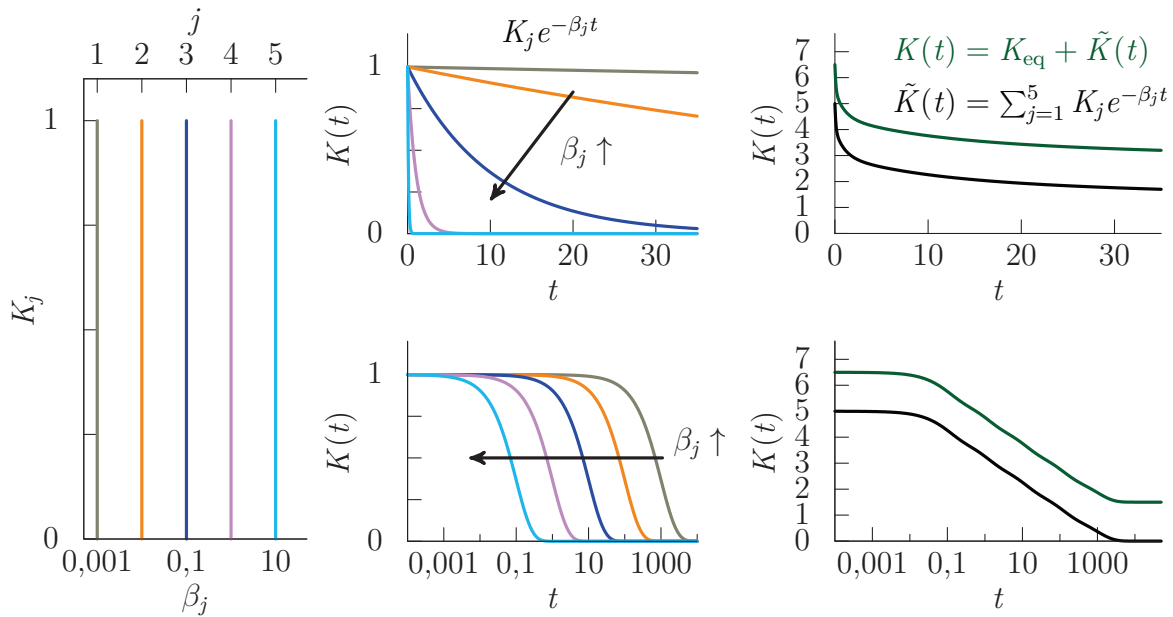 j
1 2 3 4 5
1
0
K_j
0,001 0,1 10
β_j
K_j e^{−β_j t}
1
0
K(t)
β_j ↑
0 10 20 30
t
7
6
5
4
3
2
1
K(t)
K(t) = K_eq + K̃(t)
K̃(t) = ∑_{j=1}^{5} K_j e^{−β_j t}
0 10 20 30
t
1
0
K(t)
β_j ↑
0,001 0,1 10 1000
t
7
6
5
4
3
2
1
0
K(t)
0,001 0,1 10 1000
t